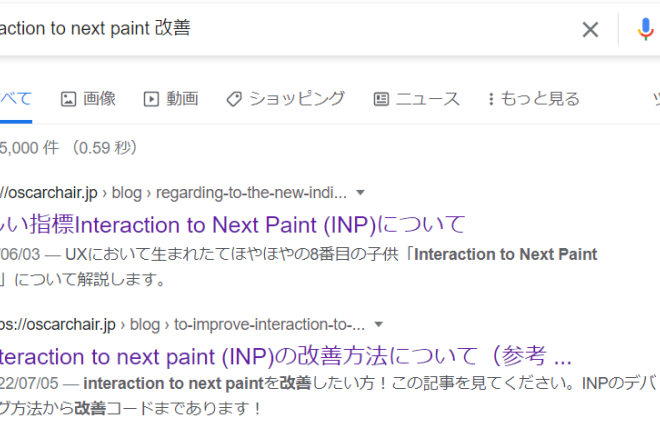 action to next paint 改善
べて 画像 動画 ショッピング ニュース もっと見る
5,000 件 （0.59 秒）
//oscarchair.jp › blog › regarding-to-the-new-indi...
い指標Interaction to Next Paint (INP)について
/06/03 — UXにおいて生まれたてほやほやの8番目の子供「Interaction to Next Paint
」について解説します。
ps://oscarchair.jp › blog › to-improve-interaction-to-...
teraction to next paint (INP)の改善方法について（参考 ...
22/07/05 — interaction to next paintを改善したい方！この記事を見てください。INPのデバ
グ方法から改善コードまであります！